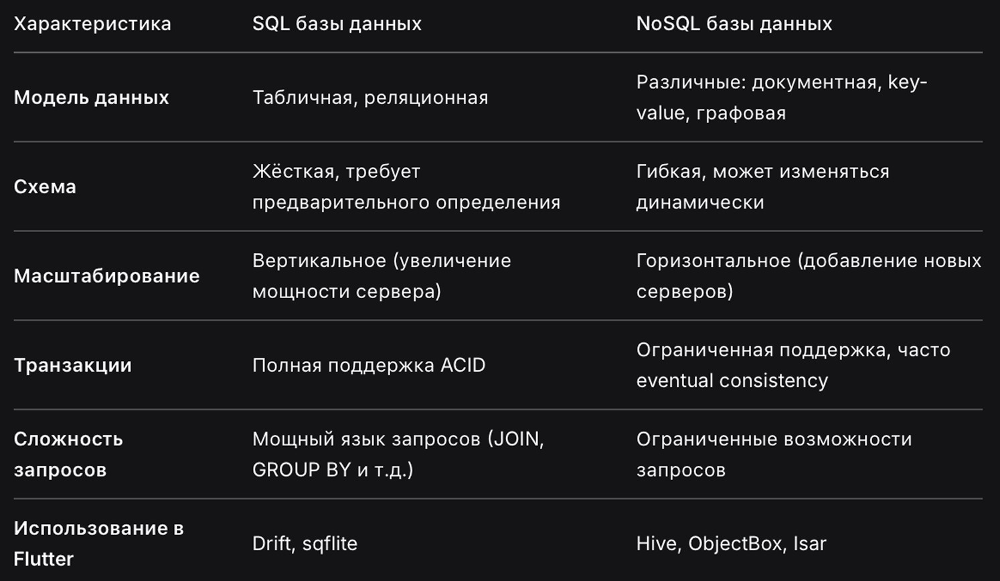 Характеристика SQL базы данных NoSQL базы данных
Модель данных Табличная, реляционная Различные: документная, key-
value, графовая
Схема Жёсткая, требует
предварительного определения Гибкая, может изменяться
динамически
Масштабирование Вертикальное (увеличение
мощности сервера) Горизонтальное (добавление новых
серверов)
Транзакции Полная поддержка ACID Ограниченная поддержка, часто
eventual consistency
Сложность
запросов Мощный язык запросов (JOIN,
GROUP BY и т.д.) Ограниченные возможности
запросов
Использование в
Flutter Drift, sqflite Hive, ObjectBox, Isar